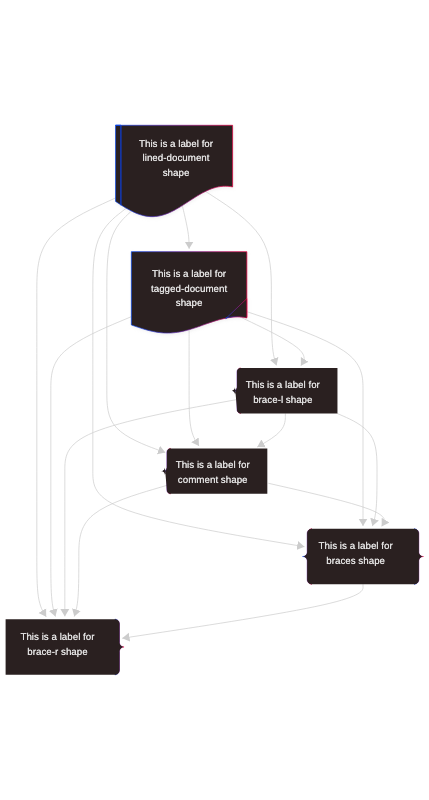 This is a label for
lined-document
shape
This is a label for
tagged-document
shape
This is a label for
brace-l shape
This is a label for
comment shape
This is a label for
braces shape
This is a label for
brace-r shape